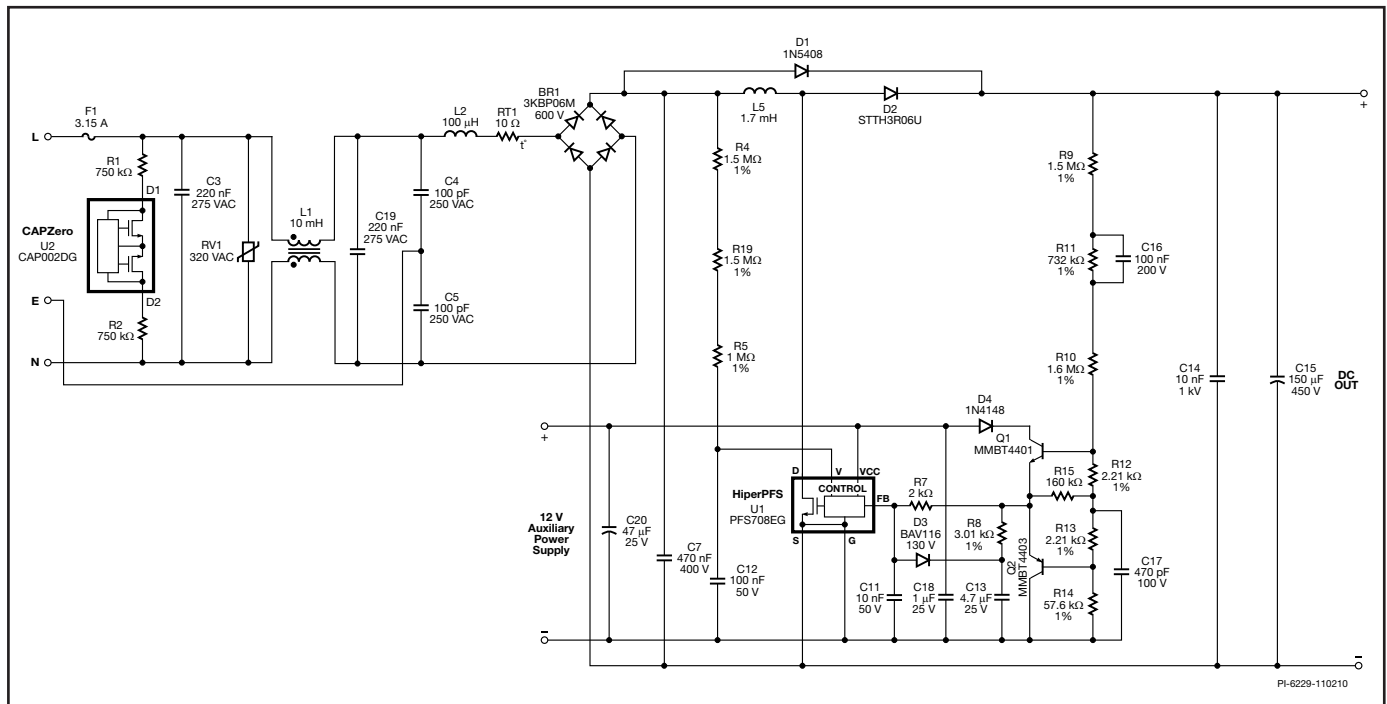 F1
3.15 A
L
R1
750 kΩ
D1
CAPZero
U2
CAP002DG
D2
E
R2
750 kΩ
N
C3
220 nF
275 VAC
RV1
320 VAC
L1
10 mH
C19
220 nF
275 VAC
C4
100 pF
250 VAC
C5
100 pF
250 VAC
L2
100 µH
RT1
10 Ω
t°
BR1
3KBP06M
600 V
D1
1N5408
L5
1.7 mH
D2
STTH3R06U
+
R4
1.5 MΩ
1%
R19
1.5 MΩ
1%
R5
1 MΩ
1%
R9
1.5 MΩ
1%
R11
732 kΩ
1%
C16
100 nF
200 V
R10
1.6 MΩ
1%
C14
10 nF
1 kV
C15
150 µF
450 V
DC
OUT
+
12 V
Auxiliary
Power
Supply
–
C20
47 µF
25 V
C7
470 nF
400 V
C12
100 nF
50 V
D
V
VCC
CONTROL
HiperPFS
U1
PFS708EG
FB
S
G
D4
1N4148
Q1
MMBT4401
R7
2 kΩ
D3
BAV116
130 V
R8
3.01 kΩ
1%
R15
160 kΩ
R12
2.21 kΩ
1%
R13
2.21 kΩ
1%
Q2
MMBT4403
R14
57.6 kΩ
1%
C17
470 pF
100 V
C11
10 nF
50 V
C18
1 µF
25 V
C13
4.7 µF
25 V
–
PI-6229-110210